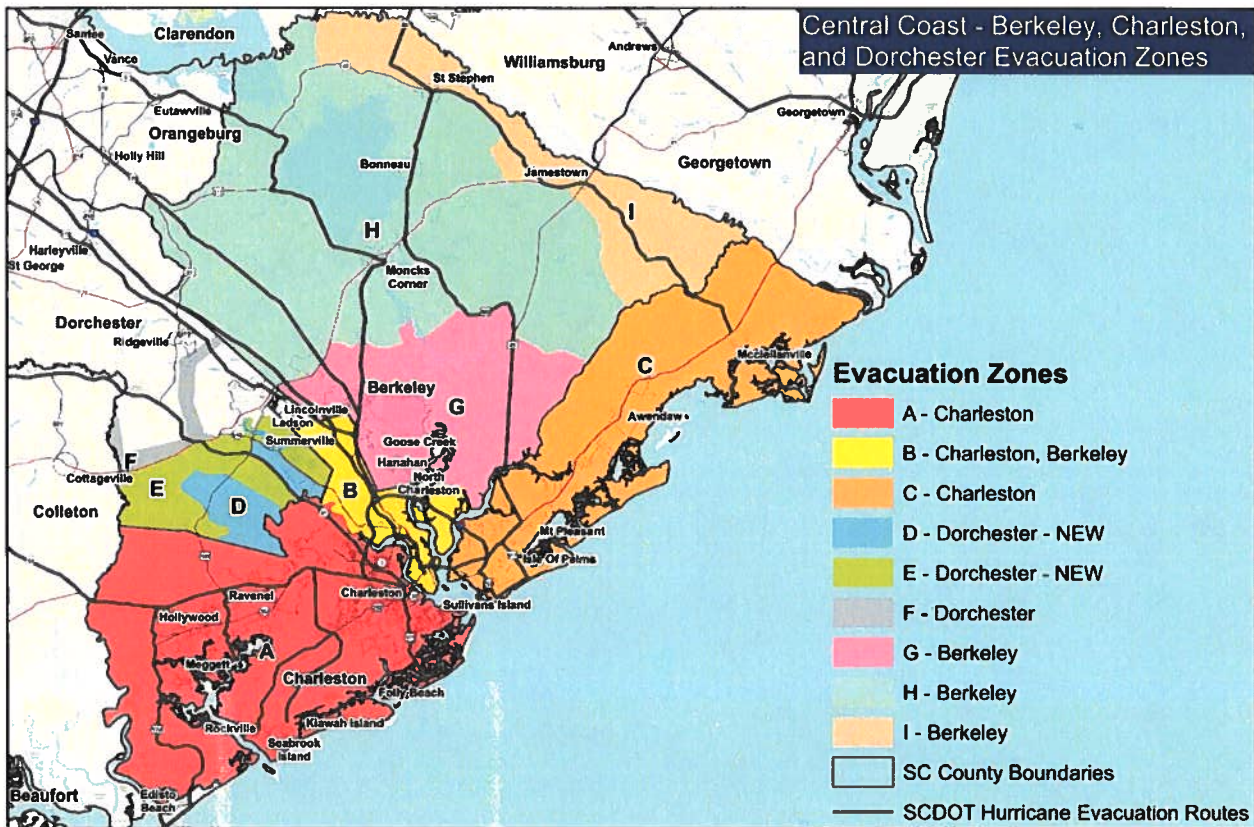 Central Coast - Berkeley, Charleston,
and Dorchester Evacuation Zones
Santee
Clarendon
Vance
Eutawville
Orangeburg
Holly Hill
Harleyville
St George
Dorchester
Ridgeville
St Stephen
Williamsburg
Andrews
Georgetown
Georgetown
Bonneau
Jamestown
I
H
Moncks
Corner
C
Mcclellanville
Awendaw
Berkeley
G
Lincolnville
Ladson
Summerville
Goose Creek
Hanahan
North
Charleston
B
F
Cottageville
E
D
Colleton
Mt Pleasant
Isle Of Palms
Sullivans Island
Charleston
Ravenel
Hollywood
Meggett
A
Charleston
Folly Beach
Kiawah Island
Rockville
Seabrook
Island
Edisto
Beach
Beaufort
Evacuation Zones
A - Charleston
B - Charleston, Berkeley
C - Charleston
D - Dorchester - NEW
E - Dorchester - NEW
F - Dorchester
G - Berkeley
H - Berkeley
I - Berkeley
SC County Boundaries
SCDOT Hurricane Evacuation Routes